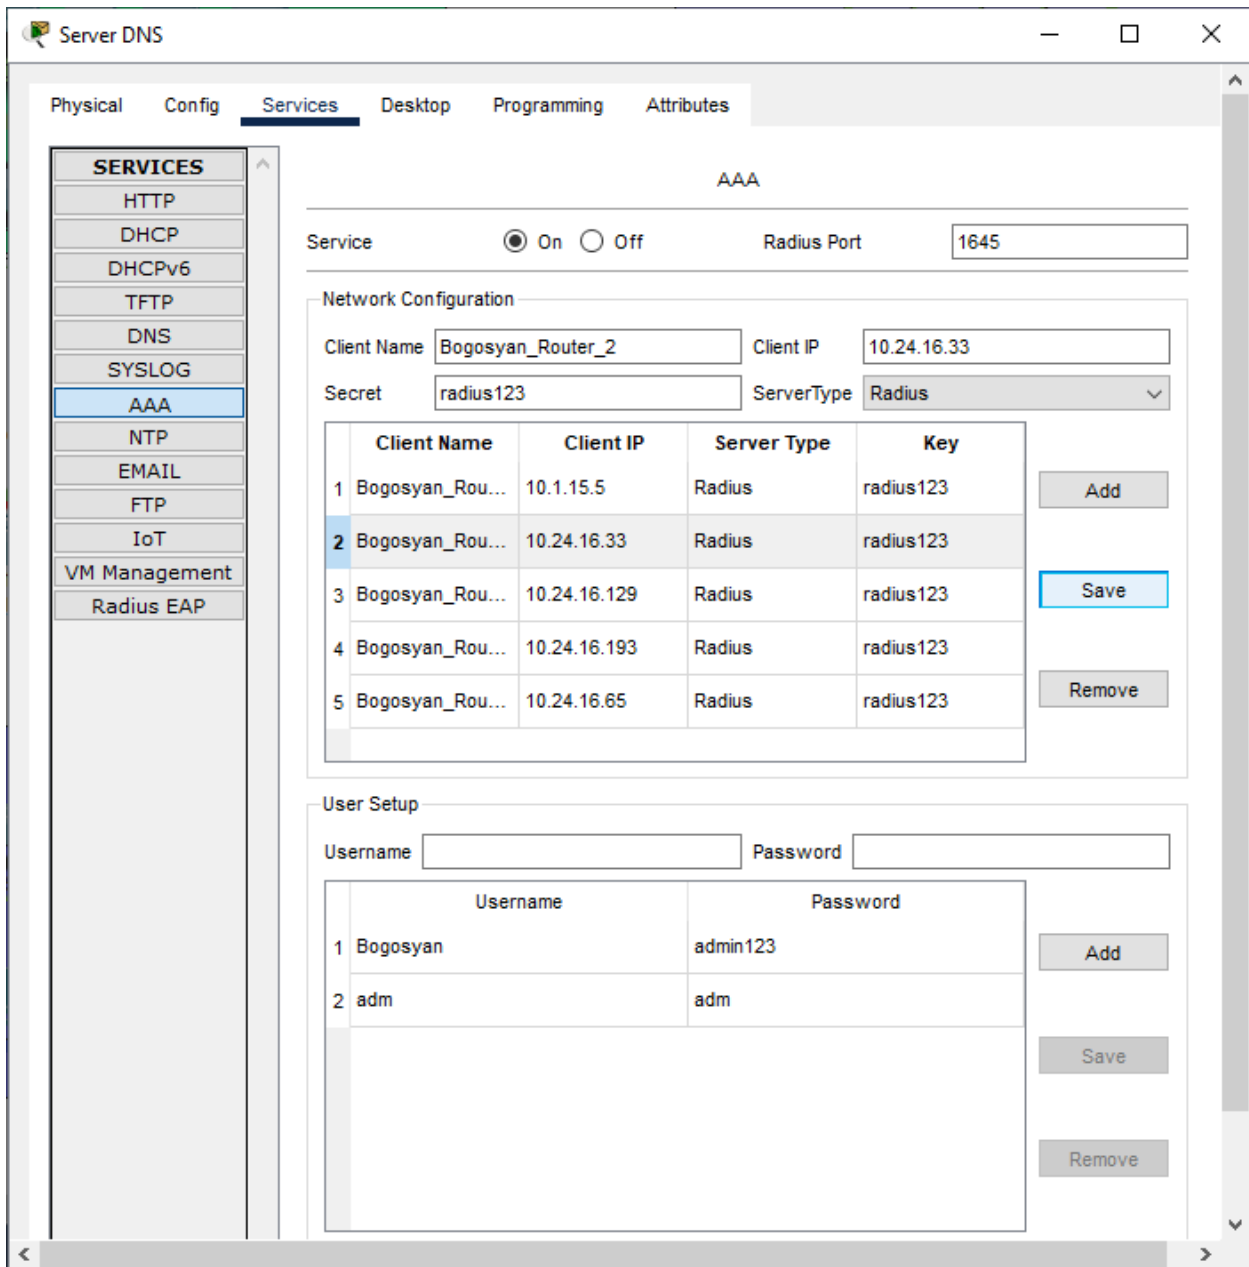 Server DNS
Physical Config Services Desktop Programming Attributes
SERVICES
HTTP
DHCP
DHCPv6
TFTP
DNS
SYSLOG
AAA
NTP
EMAIL
FTP
IoT
VM Management
Radius EAP
AAA
Service On Off Radius Port 1645
Network Configuration
Client Name Bogosyan_Router_2 Client IP 10.24.16.33
Secret radius123 ServerType Radius
Client Name Client IP Server Type Key
1 Bogosyan_Rou... 10.1.15.5 Radius radius123
2 Bogosyan_Rou... 10.24.16.33 Radius radius123
3 Bogosyan_Rou... 10.24.16.129 Radius radius123
4 Bogosyan_Rou... 10.24.16.193 Radius radius123
5 Bogosyan_Rou... 10.24.16.65 Radius radius123
Add
Save
Remove
User Setup
Username Password
Username Password
1 Bogosyan admin123
2 adm adm
Add
Save
Remove